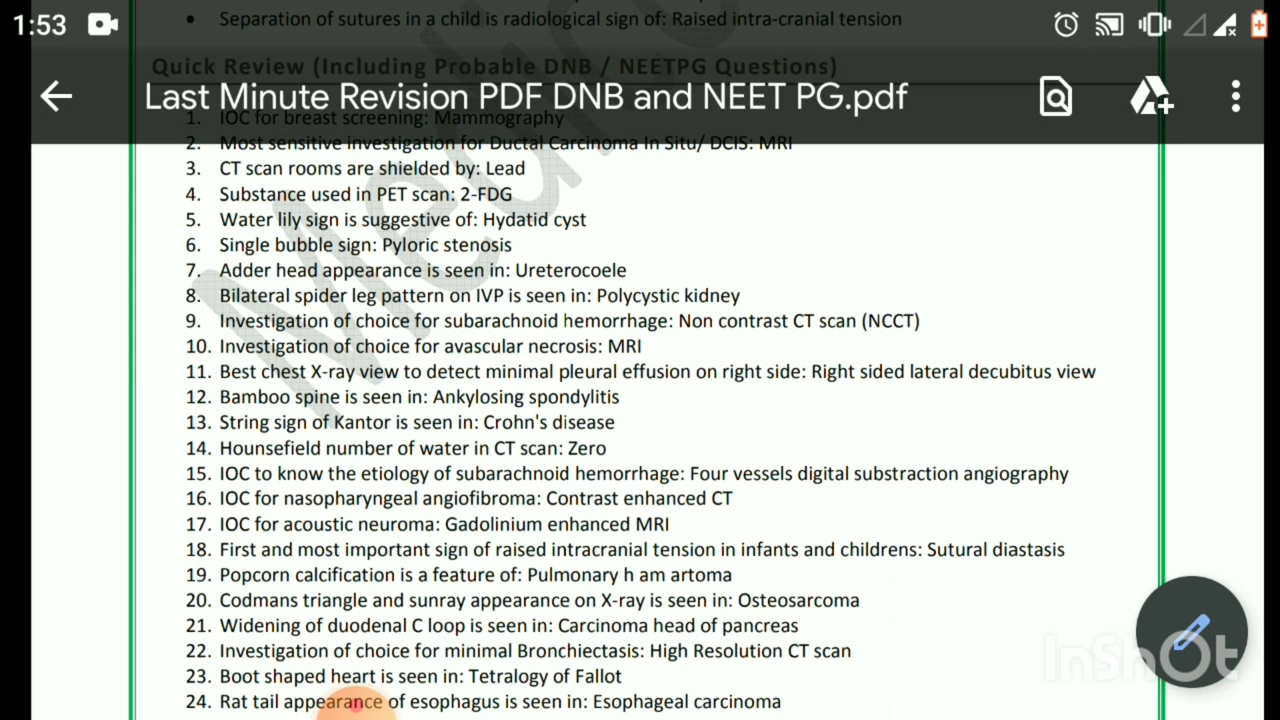 • Separation of sutures in a child is radiological sign of: Raised intra-cranial tension
1:53
Quick Review (Including Probable DNB / NEETPG Questions)
Last Minute Revision PDF DNB and NEET PG.pdf
1. IOC for breast screening: Mammography
2. Most sensitive investigation for Ductal Carcinoma In Situ/ DCIS: MRI
3. CT scan rooms are shielded by: Lead
4. Substance used in PET scan: 2-FDG
5. Water lily sign is suggestive of: Hydatid cyst
6. Single bubble sign: Pyloric stenosis
7. Adder head appearance is seen in: Ureterocoele
8. Bilateral spider leg pattern on IVP is seen in: Polycystic kidney
9. Investigation of choice for subarachnoid hemorrhage: Non contrast CT scan (NCCT)
10. Investigation of choice for avascular necrosis: MRI
11. Best chest X-ray view to detect minimal pleural effusion on right side: Right sided lateral decubitus view
12. Bamboo spine is seen in: Ankylosing spondylitis
13. String sign of Kantor is seen in: Crohn's disease
14. Hounsefield number of water in CT scan: Zero
15. IOC to know the etiology of subarachnoid hemorrhage: Four vessels digital substraction angiography
16. IOC for nasopharyngeal angiofibroma: Contrast enhanced CT
17. IOC for acoustic neuroma: Gadolinium enhanced MRI
18. First and most important sign of raised intracranial tension in infants and childrens: Sutural diastasis
19. Popcorn calcification is a feature of: Pulmonary h am artoma
20. Codmans triangle and sunray appearance on X-ray is seen in: Osteosarcoma
21. Widening of duodenal C loop is seen in: Carcinoma head of pancreas
22. Investigation of choice for minimal Bronchiectasis: High Resolution CT scan
23. Boot shaped heart is seen in: Tetralogy of Fallot
24. Rat tail appearance of esophagus is seen in: Esophageal carcinoma
InShOt